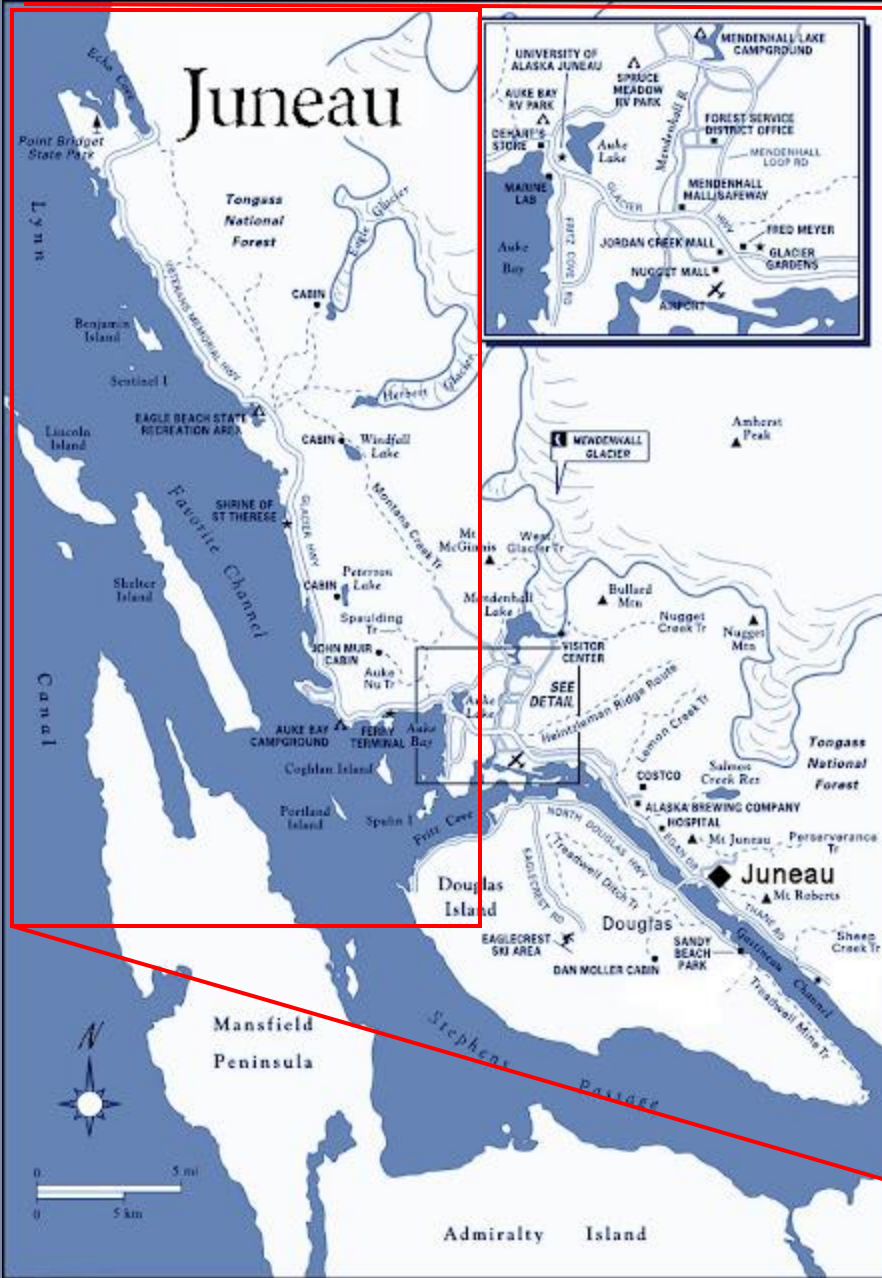 Juneau
Echo Cove
Point Bridget
State Park
Lynn
Canal
Tongass
National
Forest
Eagle Glacier
VETERANS MEMORIAL HWY
CABIN
Benjamin
Island
Sentinel I
Herbert Glacier
EAGLE BEACH STATE
RECREATION AREA
Lincoln
Island
CABIN
Windfall
Lake
Favorite Channel
SHRINE OF
ST THERESE
GLACIER HWY
Montana Creek Tr
Shelter
Island
CABIN
Peterson
Lake
Spaulding
Tr
JOHN MUIR
CABIN
Auke
Nu Tr
AUKE BAY
CAMPGROUND
FERRY
TERMINAL
Auke
Bay
Auke
Lake
Coghlan Island
Portland
Island
Spuhn I
Fritz Cove
UNIVERSITY OF
ALASKA JUNEAU
MENDENHALL LAKE
CAMPGROUND
SPRUCE
MEADOW
RV PARK
AUKE BAY
RV PARK
DEHART'S
STORE
Auke
Lake
Mendenhall R
FOREST SERVICE
DISTRICT OFFICE
MENDENHALL
LOOP RD
MARINE
LAB
GLACIER
HWY
MENDENHALL
MALL/SAFEWAY
FRITZ COVE RD
Auke
Bay
JORDAN CREEK MALL
FRED MEYER
GLACIER
GARDENS
NUGGET MALL
AIRPORT
MENDENHALL
GLACIER
Amherst
Peak
Mt
McGinnis
West
Glacier Tr
Mendenhall
Lake
Bullard
Mtn
Nugget
Creek Tr
Nugget
Mtn
VISITOR
CENTER
SEE
DETAIL
Heintzleman Ridge Route
Lemon Creek Tr
Tongass
National
Forest
Salmon
Creek Res
COSTCO
ALASKA BREWING COMPANY
HOSPITAL
EGAN DR
Mt Juneau
Perserverance
Tr
Juneau
Mt Roberts
NORTH DOUGLAS HWY
Treadwell Ditch Tr
EAGLECREST RD
Douglas
Island
Douglas
THANE RD
Sheep
Creek Tr
EAGLECREST
SKI AREA
SANDY
BEACH
PARK
DAN MOLLER CABIN
Gastineau Channel
Treadwell Mine Tr
Mansfield
Peninsula
Stephens Passage
N
0 5 mi
0 5 km
Admiralty Island